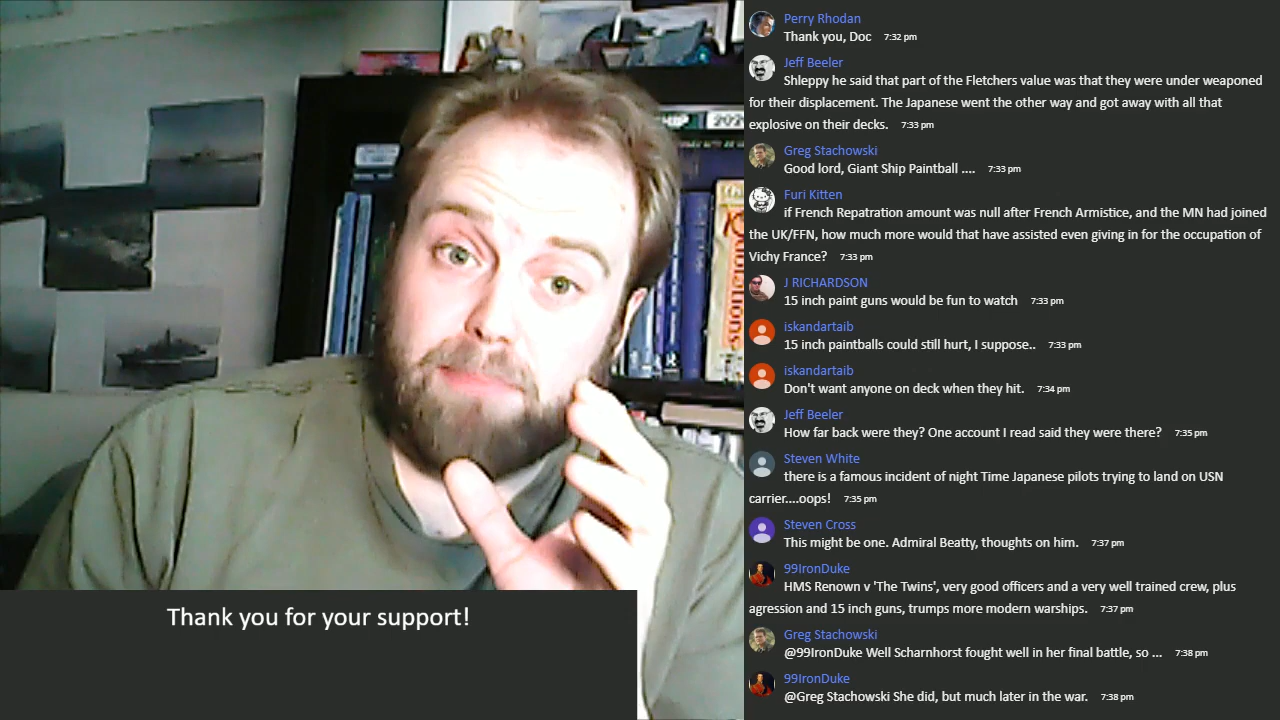 Perry Rhodan
Thank you, Doc 7:32 pm
Jeff Beeler
Shleppy he said that part of the Fletchers value was that they were under weaponed
for their displacement. The Japanese went the other way and got away with all that
explosive on their decks. 7:33 pm
Greg Stachowski
Good lord, Giant Ship Paintball .... 7:33 pm
Furi Kitten
if French Repatration amount was null after French Armistice, and the MN had joined
the UK/FFN, how much more would that have assisted even giving in for the occupation of
Vichy France? 7:33 pm
J RICHARDSON
15 inch paint guns would be fun to watch 7:33 pm
iskandartaib
15 inch paintballs could still hurt, I suppose.. 7:33 pm
iskandartaib
Don't want anyone on deck when they hit. 7:34 pm
Jeff Beeler
How far back were they? One account I read said they were there? 7:35 pm
Steven White
there is a famous incident of night Time Japanese pilots trying to land on USN
carrier....oops! 7:35 pm
Steven Cross
This might be one. Admiral Beatty, thoughts on him. 7:37 pm
99IronDuke
HMS Renown v 'The Twins', very good officers and a very well trained crew, plus
agression and 15 inch guns, trumps more modern warships. 7:37 pm
Greg Stachowski
@99IronDuke Well Scharnhorst fought well in her final battle, so ... 7:38 pm
99IronDuke
@Greg Stachowski She did, but much later in the war. 7:38 pm
Thank you for your support!